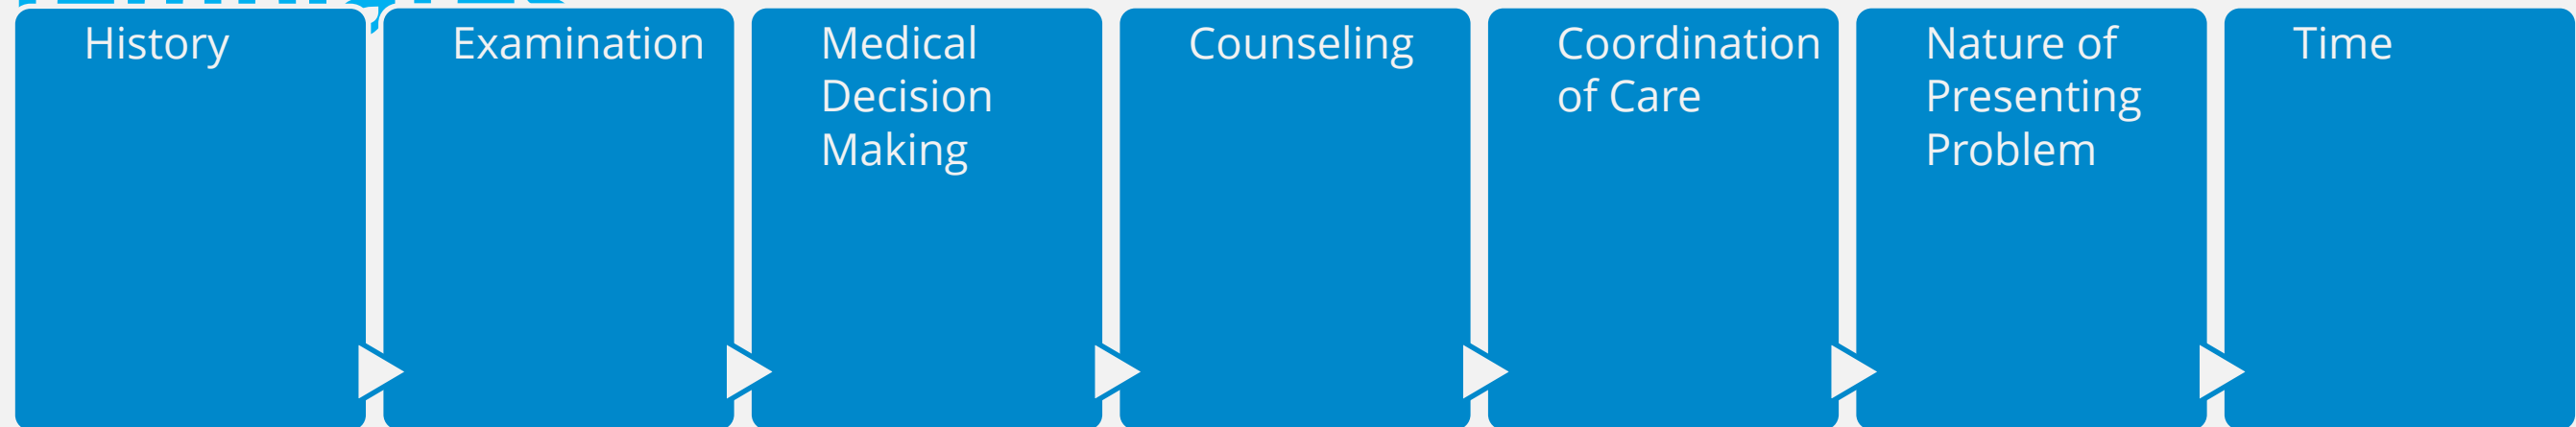 History
Examination
Medical
Decision
Making
Counseling
Coordination
of Care
Nature of
Presenting
Problem
Time